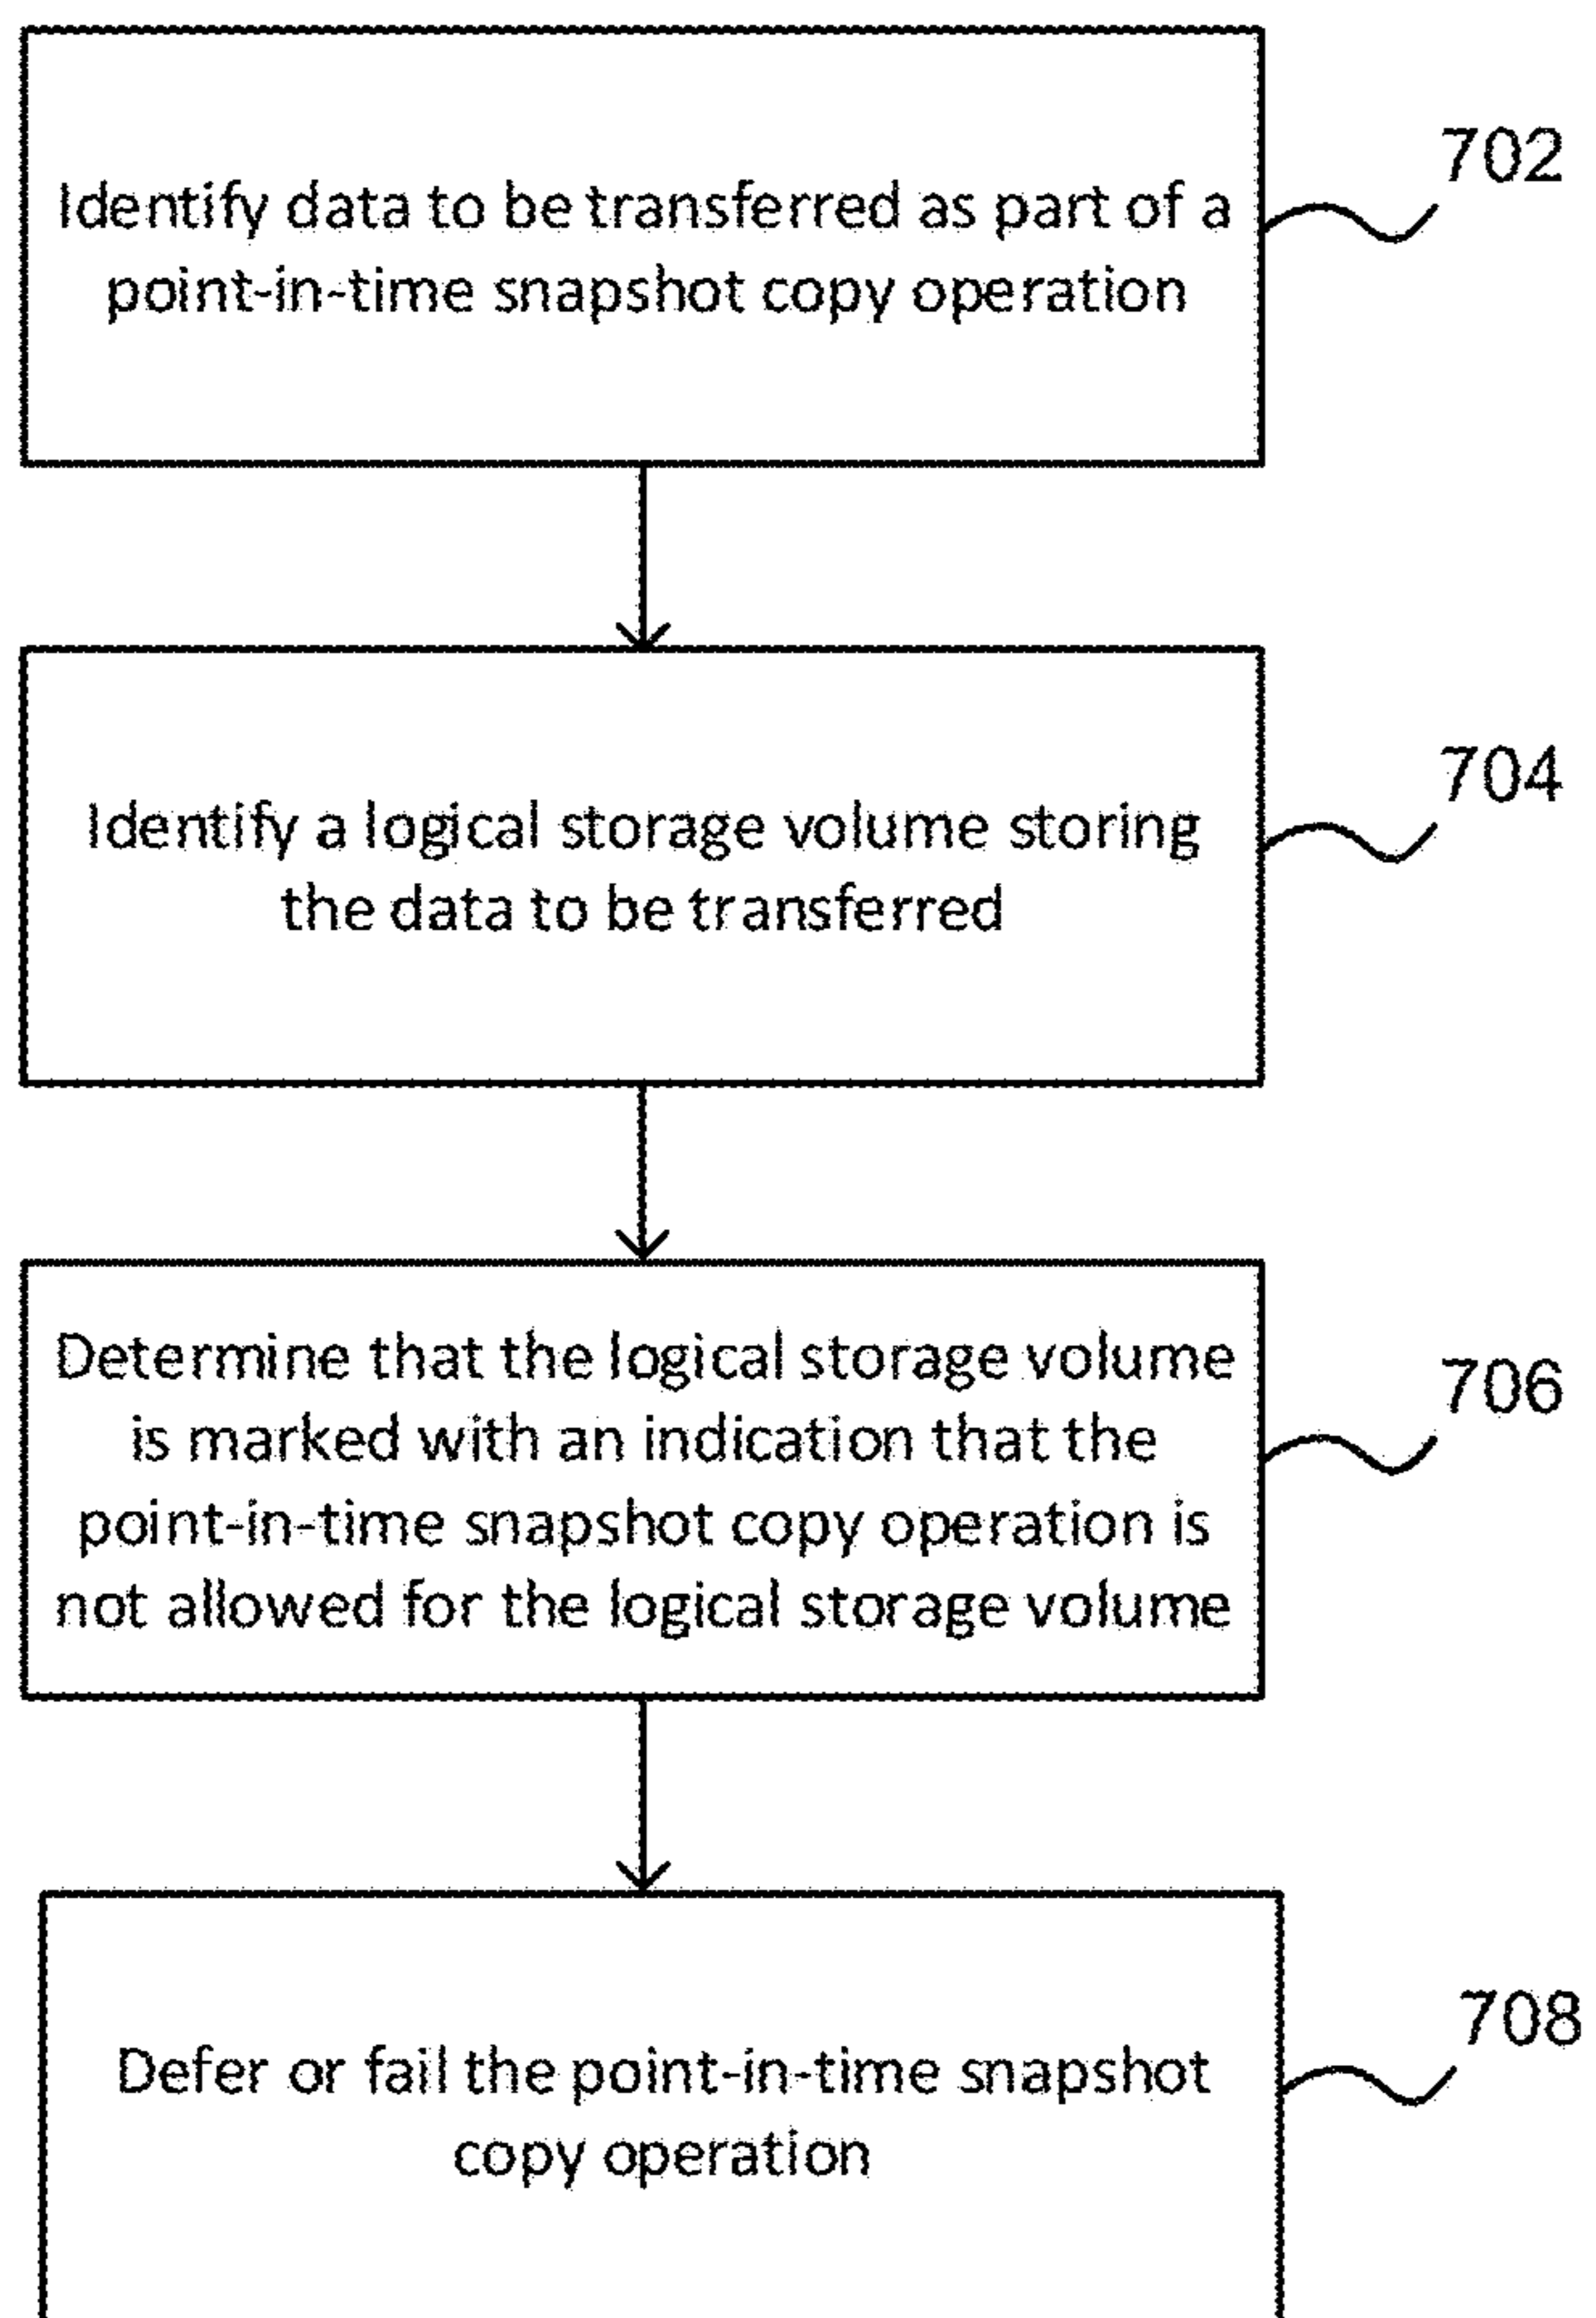 Identify data to be transferred as part of a
point-in-time snapshot copy operation
702
Identify a logical storage volume storing
the data to be transferred
704
Determine that the logical storage volume
is marked with an indication that the
point-in-time snapshot copy operation is
not allowed for the logical storage volume
706
Defer or fail the point-in-time snapshot
copy operation
708